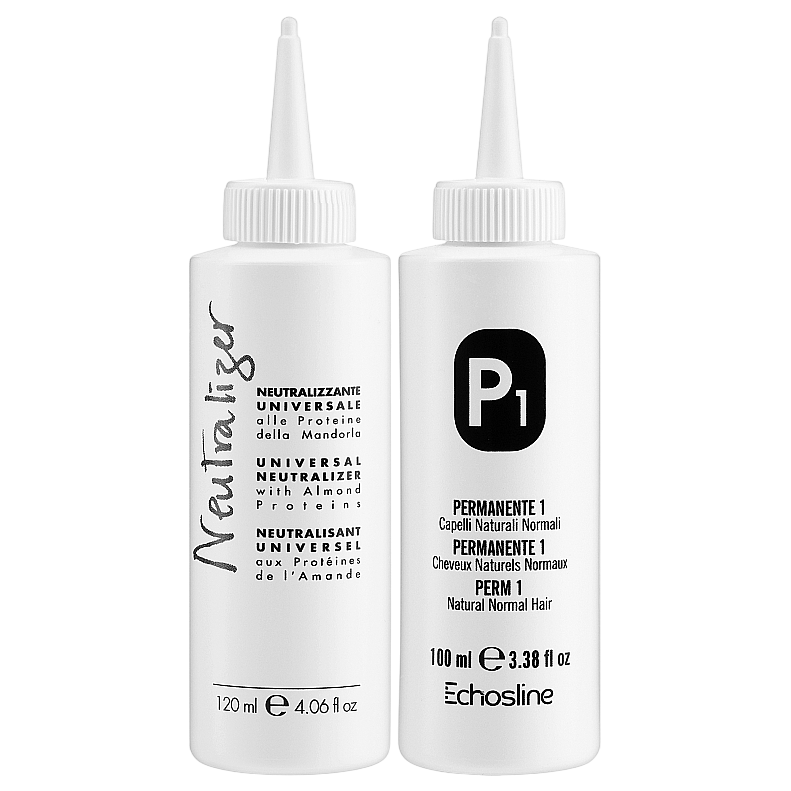 Neutralizer
NEUTRALIZZANTE
UNIVERSALE
alle Proteine
della Mandorla
UNIVERSAL
NEUTRALIZER
with Almond
Proteins
NEUTRALISANT
UNIVERSEL
aux Protéines
de l'Amande
120 ml e 4.06 fl oz
P1
PERMANENTE 1
Capelli Naturali Normali
PERMANENTE 1
Cheveux Naturels Normaux
PERM 1
Natural Normal Hair
100 ml e 3.38 fl oz
Echosline